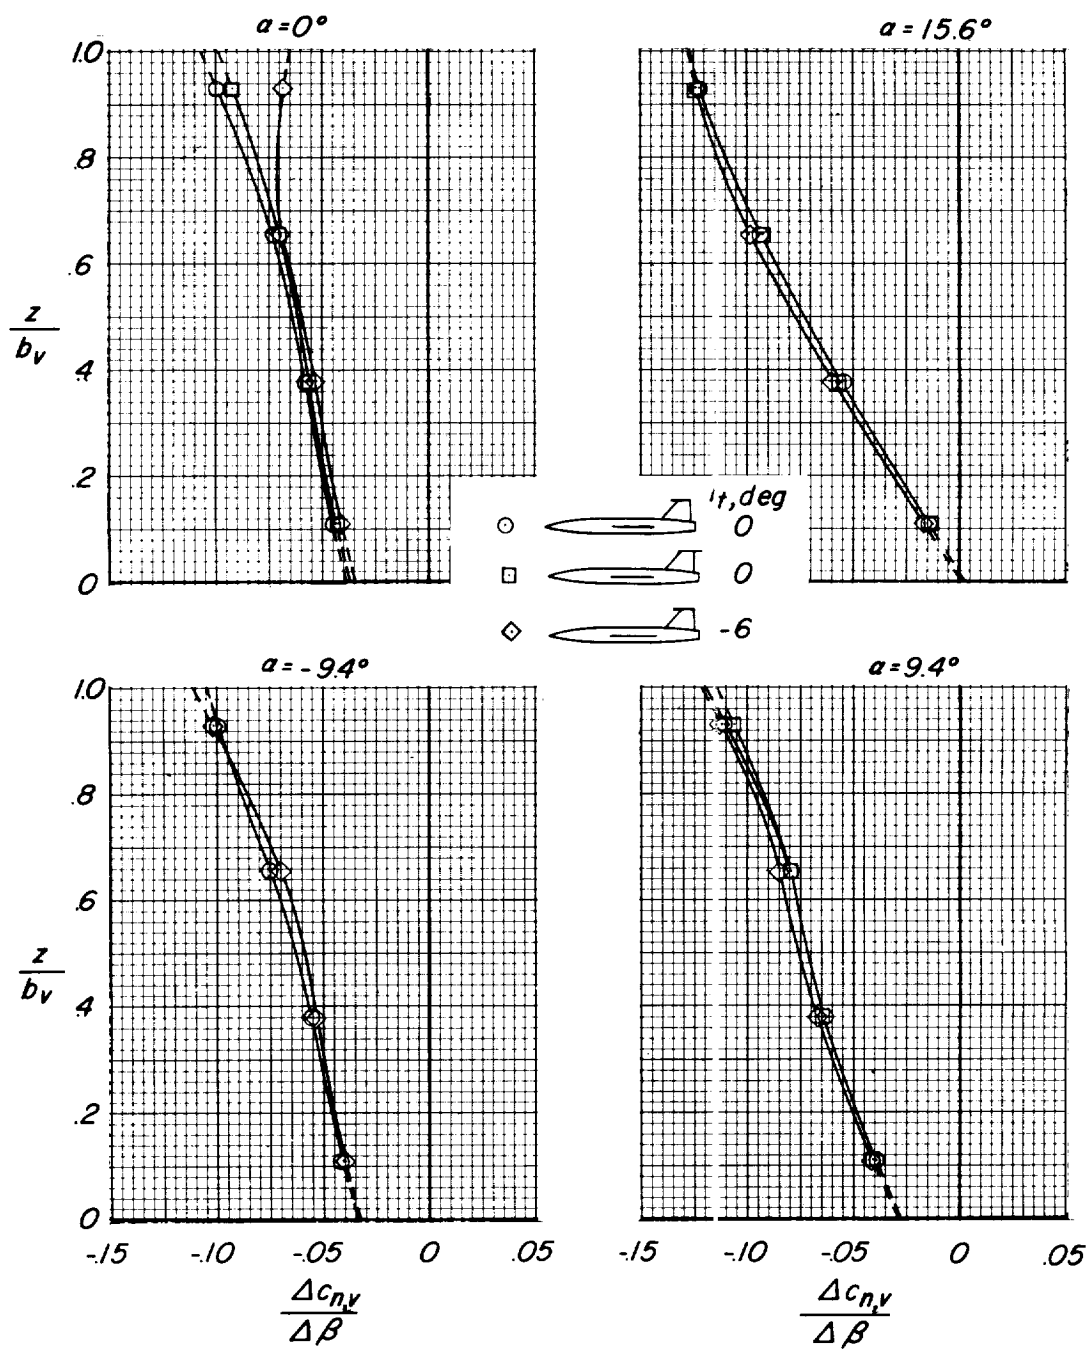 α = 0°
α = 15.6°
1.0
.8
.6
.4
.2
0
z
b_v
i_t, deg
0
0
-6
α = -9.4°
α = 9.4°
1.0
.8
.6
.4
.2
0
z
b_v
-.15 -.10 -.05 0 .05
-.15 -.10 -.05 0 .05
Δc_n,v
Δβ
Δc_n,v
Δβ